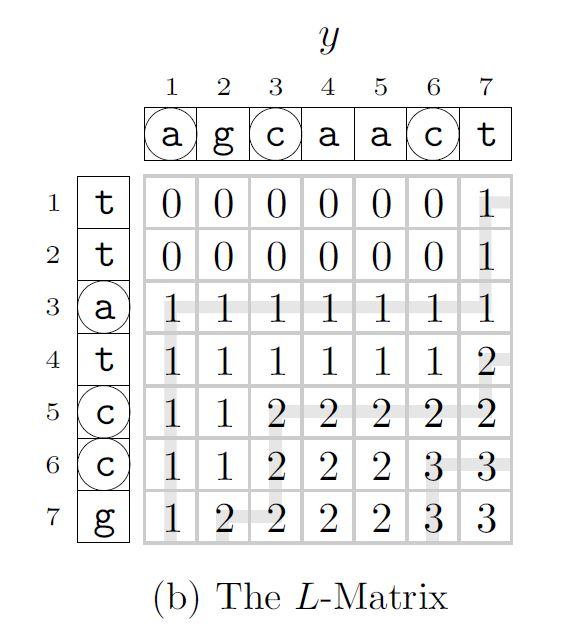 y
1 2 3 4 5 6 7
a g c a a c t
1 t 0 0 0 0 0 0 1
2 t 0 0 0 0 0 0 1
3 a 1 1 1 1 1 1 1
4 t 1 1 1 1 1 1 2
5 c 1 1 2 2 2 2 2
6 c 1 1 2 2 2 3 3
7 g 1 2 2 2 2 3 3
(b) The L-Matrix